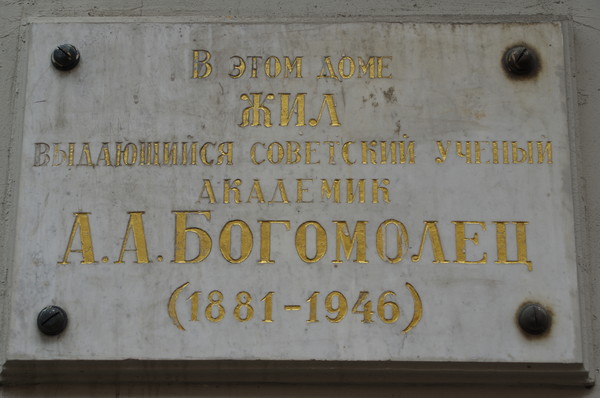 В этом доме
жил
выдающийся советский ученый
академик
А.А.Богомолец
(1881-1946)